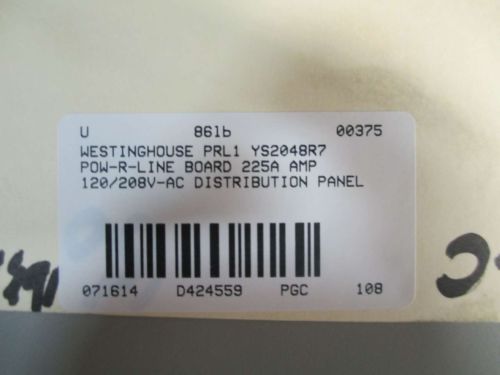 U 861b 00375
WESTINGHOUSE PRL1 YS2048R7
POW-R-LINE BOARD 225A AMP
120/208V-AC DISTRIBUTION PANEL
071614 D424559 PGC 108